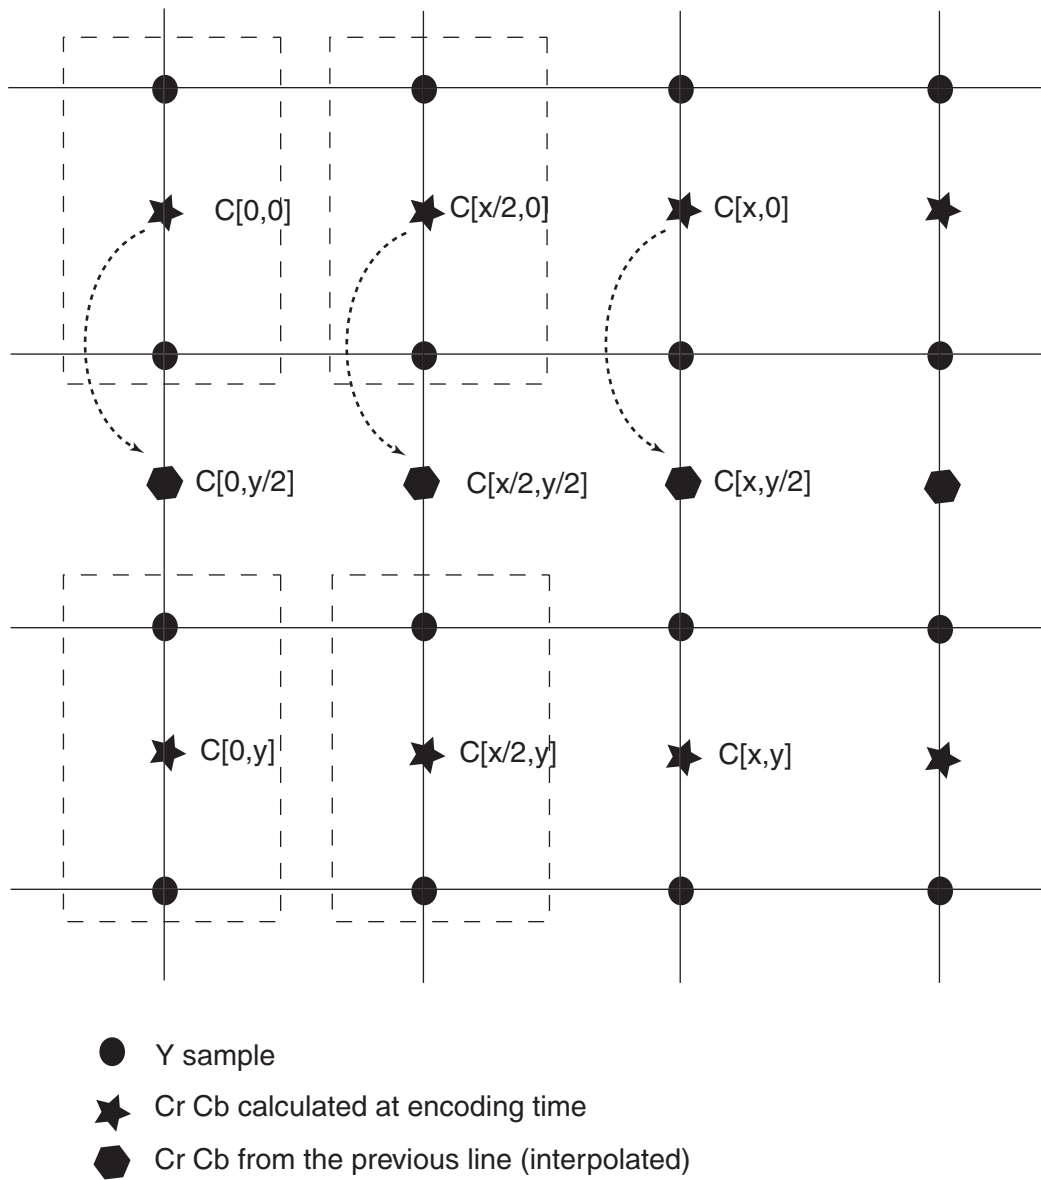 C[0,0] C[x/2,0] C[x,0]
C[0,y/2] C[x/2,y/2] C[x,y/2]
C[0,y] C[x/2,y] C[x,y]
Y sample
Cr Cb calculated at encoding time
Cr Cb from the previous line (interpolated)